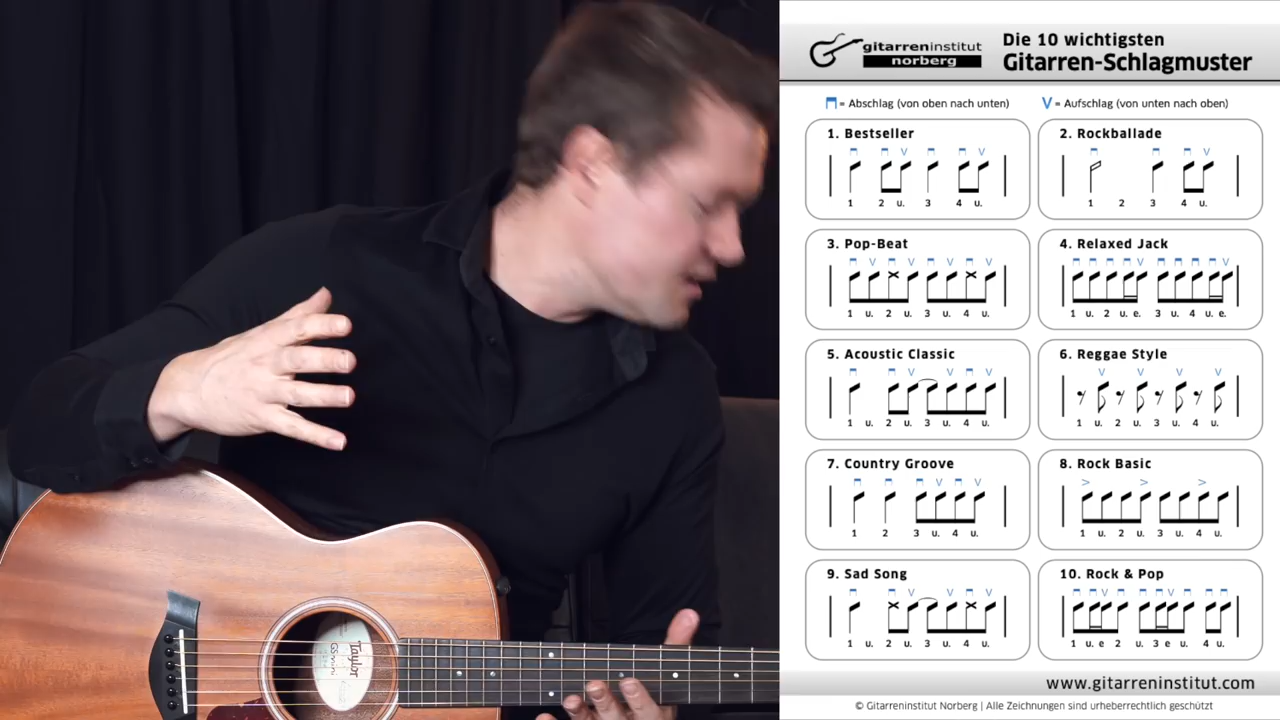 gitarreninstitut
norberg
Die 10 wichtigsten
Gitarren-Schlagmuster
= Abschlag (von oben nach unten)
V = Aufschlag (von unten nach oben)
1. Bestseller
1 2 u. 3 4 u.
2. Rockballade
1 2 3 4 u.
3. Pop-Beat
1 u. 2 u. 3 u. 4 u.
4. Relaxed Jack
1 u. 2 u. e. 3 u. 4 u. e.
5. Acoustic Classic
1 u. 2 u. 3 u. 4 u.
6. Reggae Style
1 u. 2 u. 3 u. 4 u.
7. Country Groove
1 2 3 u. 4 u.
8. Rock Basic
1 u. 2 u. 3 u. 4 u.
9. Sad Song
1 u. 2 u. 3 u. 4 u.
10. Rock & Pop
1 u. e 2 u. 3 e u. 4 u.
www.gitarreninstitut.com
© Gitarreninstitut Norberg | Alle Zeichnungen sind urheberrechtlich geschützt
Taylor
GS mini